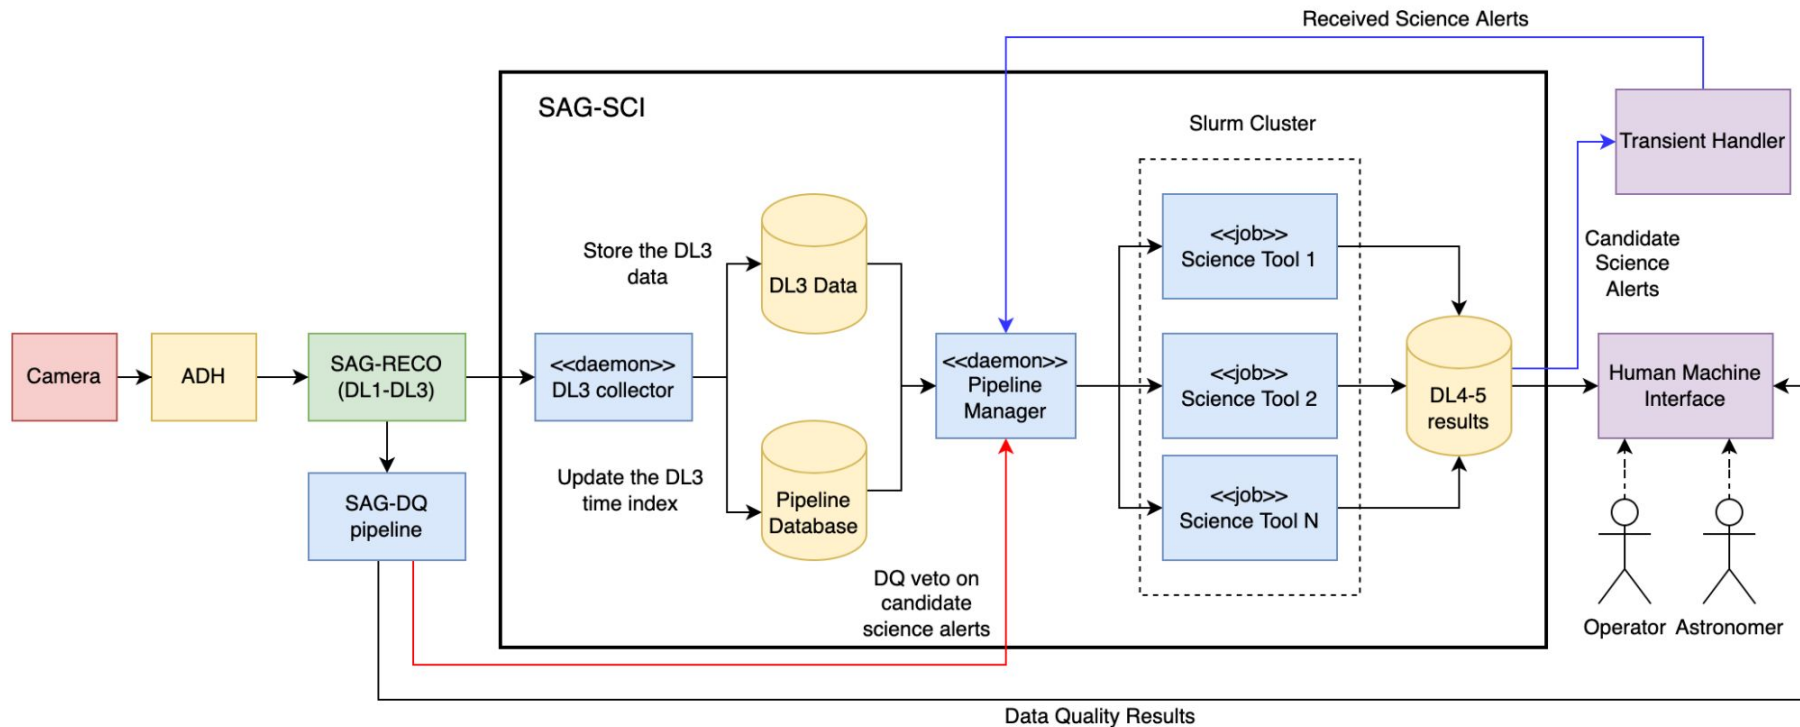 Received Science Alerts
SAG-SCI
Slurm Cluster
Transient Handler
<<job>>
Science Tool 1
Store the DL3
data
DL3 Data
Candidate
Science
Alerts
Camera
ADH
SAG-RECO
(DL1-DL3)
<<daemon>>
DL3 collector
<<daemon>>
Pipeline
Manager
<<job>>
Science Tool 2
DL4-5
results
Human Machine
Interface
Update the DL3
time index
Pipeline
Database
<<job>>
Science Tool N
SAG-DQ
pipeline
DQ veto on
candidate
science alerts
Operator
Astronomer
Data Quality Results